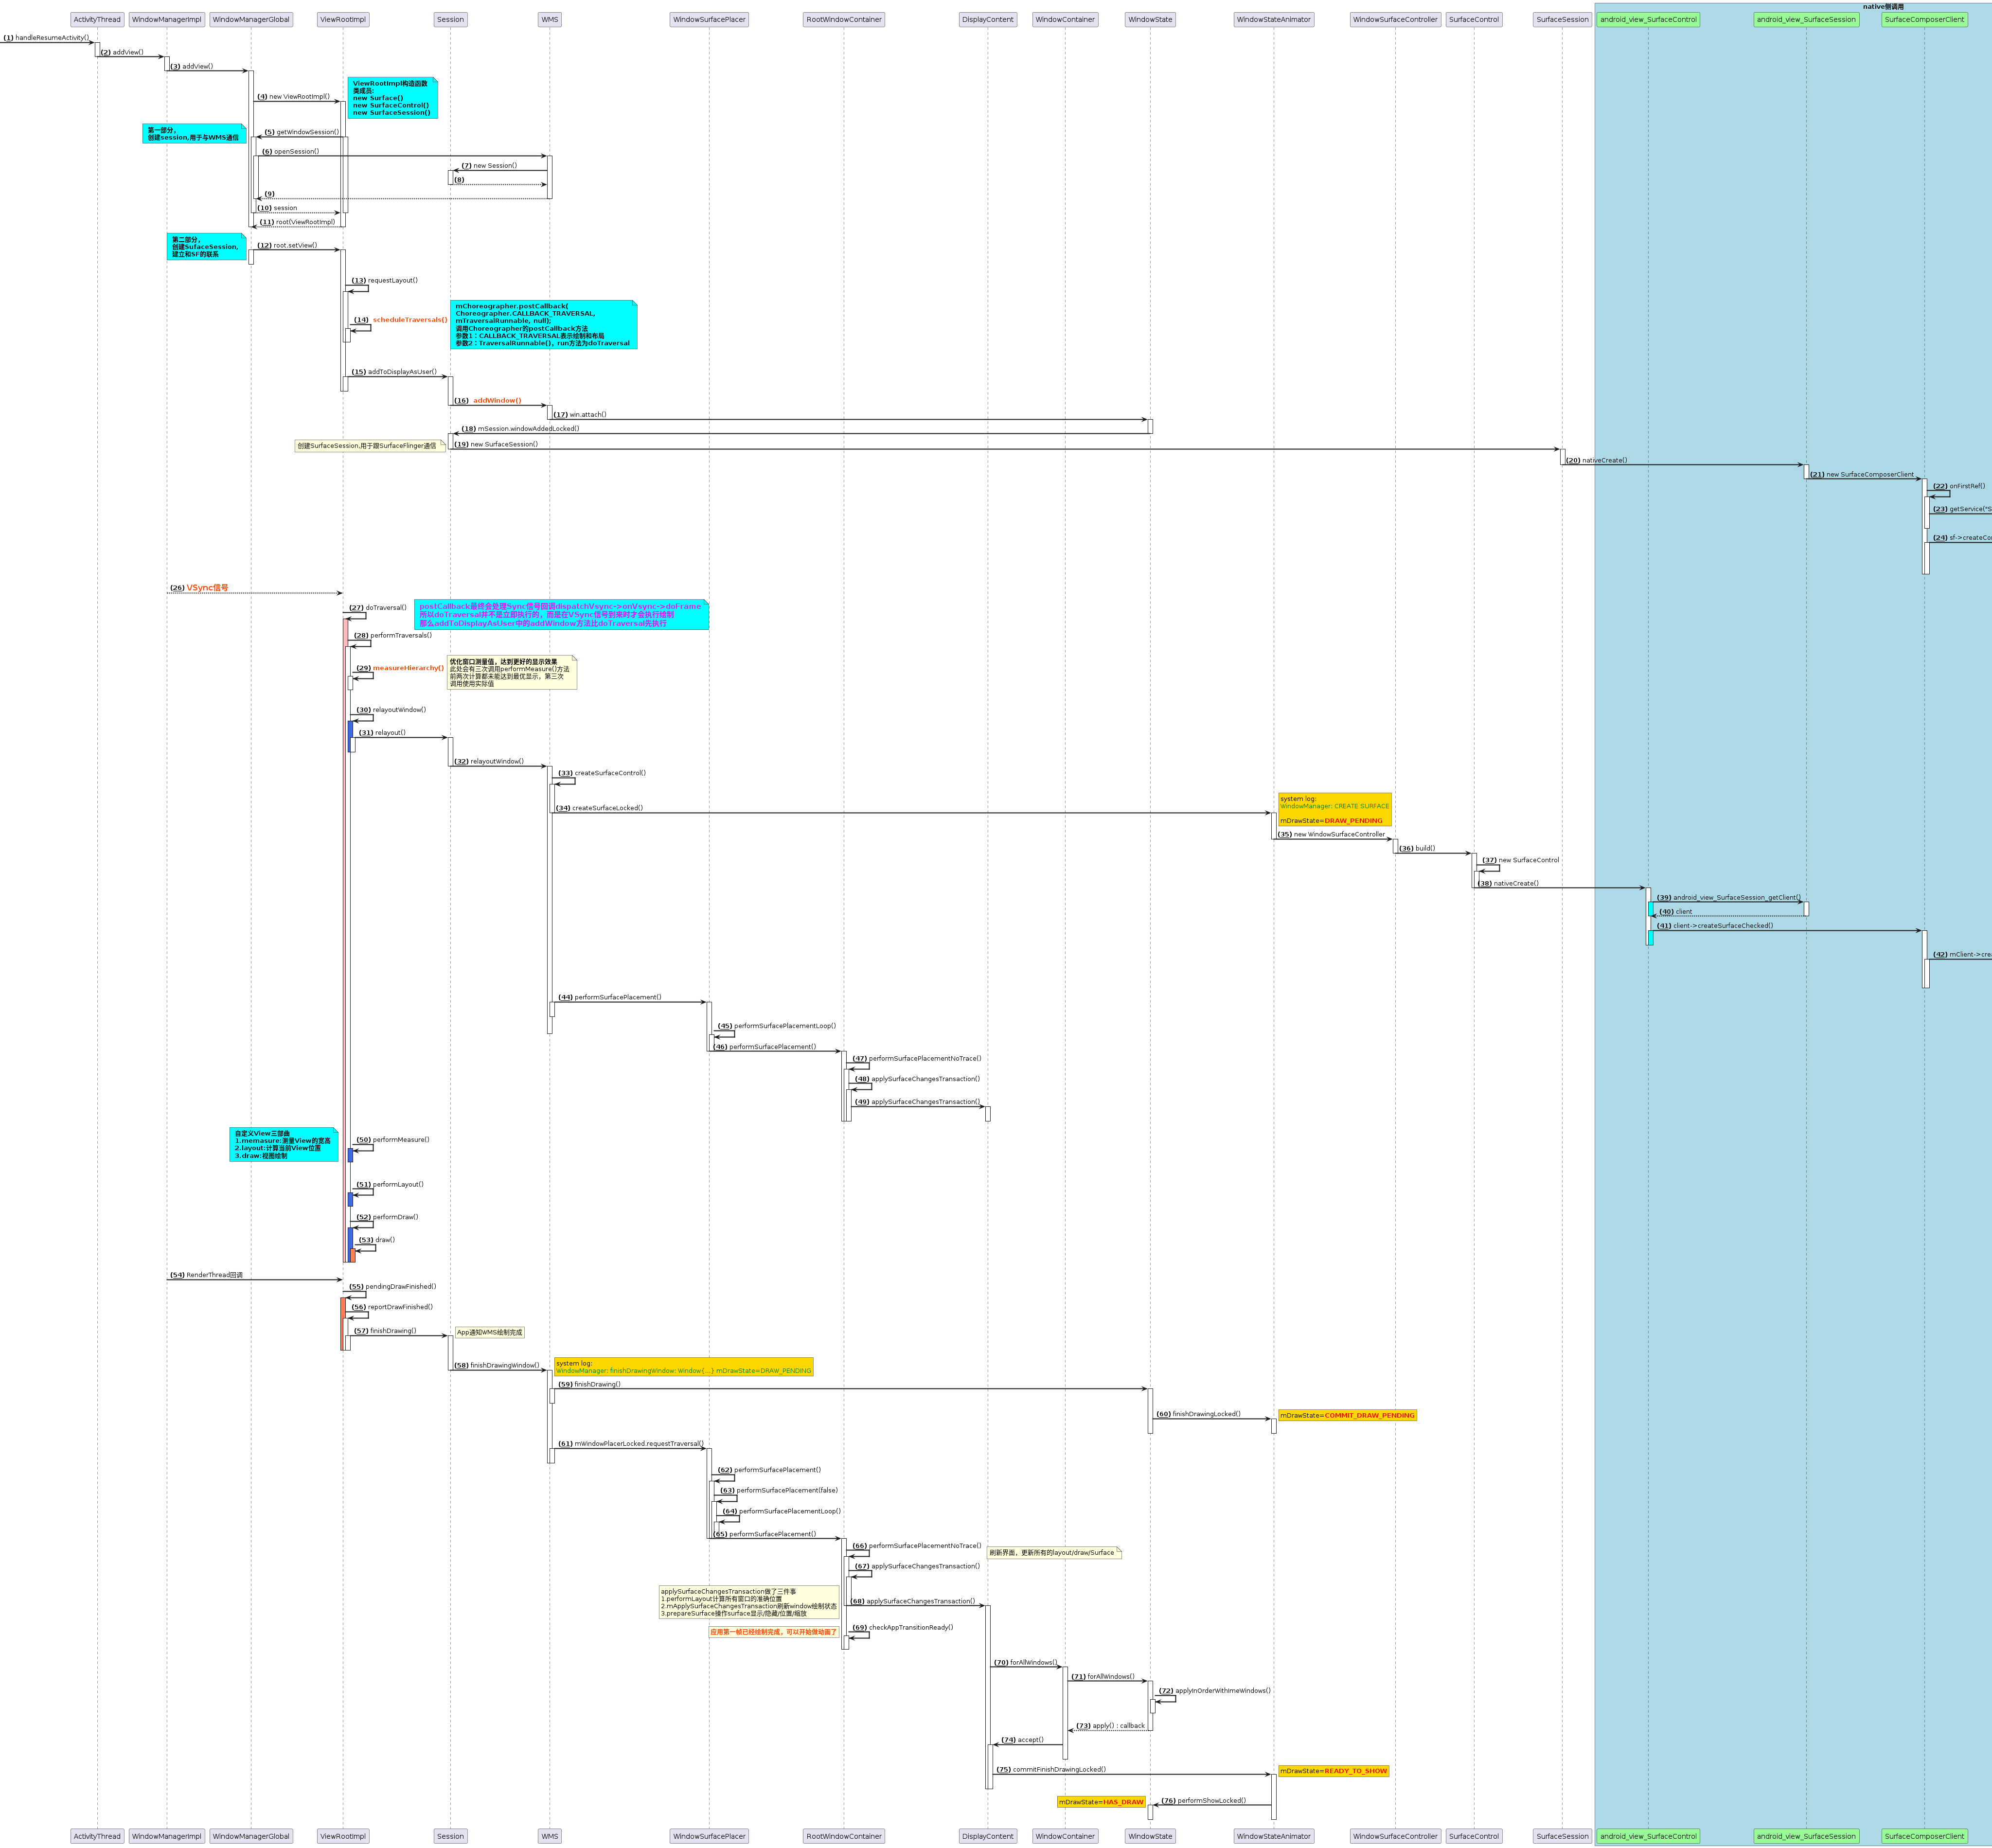 native侧调用
ActivityThread
WindowManagerImpl
WindowManagerGlobal
ViewRootImpl
Session
WMS
WindowSurfacePlacer
RootWindowContainer
DisplayContent
WindowContainer
WindowState
WindowStateAnimator
WindowSurfaceController
SurfaceControl
SurfaceSession
android_view_SurfaceControl
android_view_SurfaceSession
SurfaceComposerClient
(1) handleResumeActivity()
(2) addView()
(3) addView()
ViewRootImpl构造函数
类成员:
new Surface()
new SurfaceControl()
new SurfaceSession()
(4) new ViewRootImpl()
第一部分,
创建session,用于与WMS通信
(5) getWindowSession()
(6) openSession()
(7) new Session()
(8)
(9)
(10) session
(11) root(ViewRootImpl)
第二部分,
创建SufaceSession,
建立和SF的联系
(12) root.setView()
(13) requestLayout()
(14) scheduleTraversals()
mChoreographer.postCallback(
Choreographer.CALLBACK_TRAVERSAL,
mTraversalRunnable, null);
调用Choreographer的postCallback方法
参数1：CALLBACK_TRAVERSAL表示绘制和布局
参数2：TraversalRunnable(), run方法为doTraversal
(15) addToDisplayAsUser()
(16) addWindow()
(17) win.attach()
(18) mSession.windowAddedLocked()
创建SurfaceSession,用于跟SurfaceFlinger通信
(19) new SurfaceSession()
(20) nativeCreate()
(21) new SurfaceComposerClient
(22) onFirstRef()
(23) getService("S
(24) sf->createCo
(26) VSync信号
(27) doTraversal()
postCallback最终会处理Sync信号回调dispatchVsync->onVsync->doFrame
所以doTraversal并不是立即执行的，而是在VSync信号到来时才会执行绘制
那么addToDisplayAsUser中的addWindow方法比doTraversal先执行
(28) performTraversals()
(29) measureHierarchy()
优化窗口测量值，达到更好的显示效果
此处会有三次调用performMeasure()方法
前两次计算都未能达到最优显示，第三次
调用使用实际值
(30) relayoutWindow()
(31) relayout()
(32) relayoutWindow()
(33) createSurfaceControl()
(34) createSurfaceLocked()
system log:
WindowManager: CREATE SURFACE
mDrawState=DRAW_PENDING
(35) new WindowSurfaceController
(36) build()
(37) new SurfaceControl
(38) nativeCreate()
(39) android_view_SurfaceSession_getClient()
(40) client
(41) client->createSurfaceChecked()
(42) mClient->crea
(44) performSurfacePlacement()
(45) performSurfacePlacementLoop()
(46) performSurfacePlacement()
(47) performSurfacePlacementNoTrace()
(48) applySurfaceChangesTransaction()
(49) applySurfaceChangesTransaction()
自定义View三部曲
1.memasure:测量View的宽高
2.layout:计算当前View位置
3.draw:视图绘制
(50) performMeasure()
(51) performLayout()
(52) performDraw()
(53) draw()
(54) RenderThread回调
(55) pendingDrawFinished()
(56) reportDrawFinished()
(57) finishDrawing()
App通知WMS绘制完成
(58) finishDrawingWindow()
system log:
WindowManager: finishDrawingWindow: Window{...} mDrawState=DRAW_PENDING
(59) finishDrawing()
(60) finishDrawingLocked()
mDrawState=COMMIT_DRAW_PENDING
(61) mWindowPlacerLocked.requestTraversal()
(62) performSurfacePlacement()
(63) performSurfacePlacement(false)
(64) performSurfacePlacementLoop()
(65) performSurfacePlacement()
(66) performSurfacePlacementNoTrace()
刷新界面，更新所有的layout/draw/Surface
(67) applySurfaceChangesTransaction()
applySurfaceChangesTransaction做了三件事
1.performLayout计算所有窗口的准确位置
2.mApplySurfaceChangesTransaction刷新window绘制状态
3.prepareSurface操作surface显示/隐藏/位置/缩放
(68) applySurfaceChangesTransaction()
应用第一帧已经绘制完成，可以开始做动画了
(69) checkAppTransitionReady()
(70) forAllWindows()
(71) forAllWindows()
(72) applyInOrderWithImeWindows()
(73) apply() : callback
(74) accept()
(75) commitFinishDrawingLocked()
mDrawState=READY_TO_SHOW
mDrawState=HAS_DRAW
(76) performShowLocked()
ActivityThread
WindowManagerImpl
WindowManagerGlobal
ViewRootImpl
Session
WMS
WindowSurfacePlacer
RootWindowContainer
DisplayContent
WindowContainer
WindowState
WindowStateAnimator
WindowSurfaceController
SurfaceControl
SurfaceSession
android_view_SurfaceControl
android_view_SurfaceSession
SurfaceComposerClient